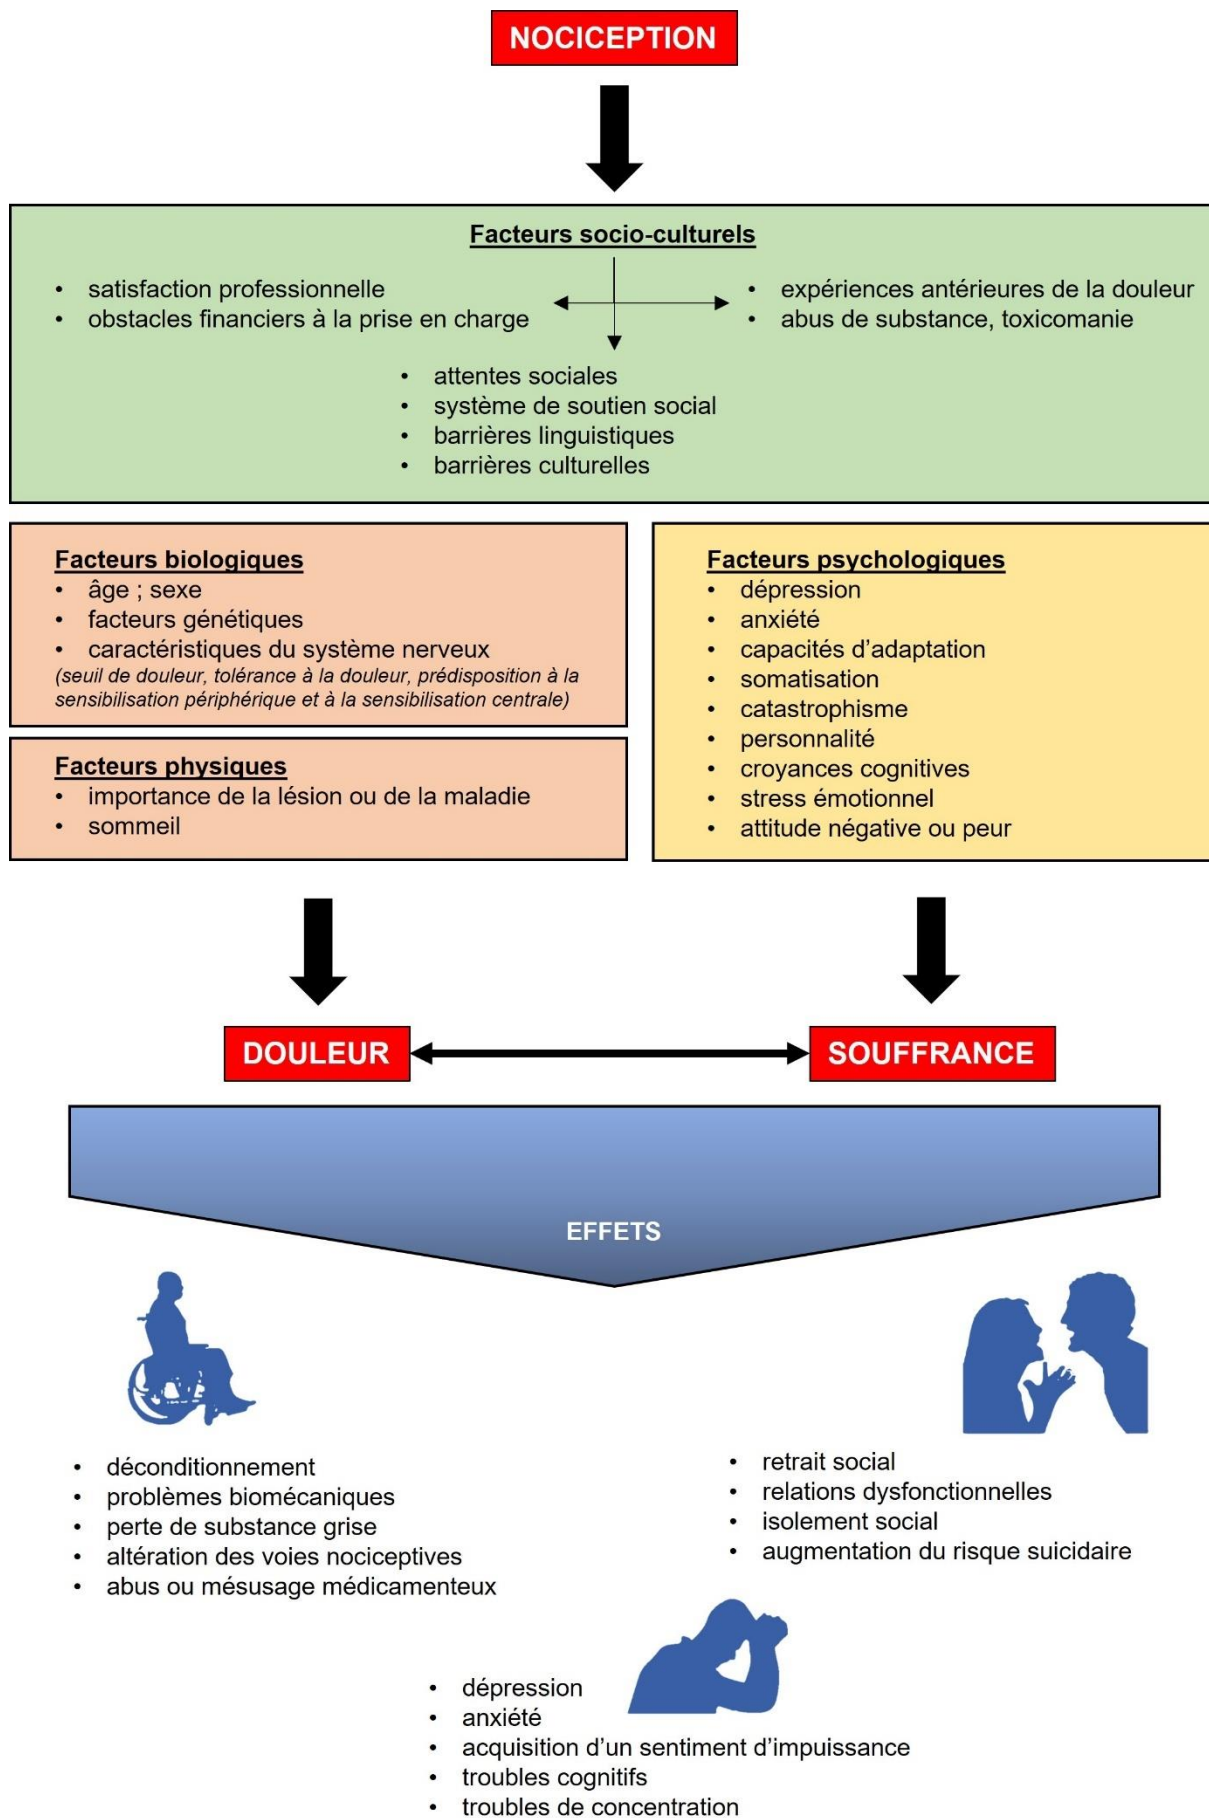 NOCICEPTION
Facteurs socio-culturels
• satisfaction professionnelle
• obstacles financiers à la prise en charge
• expériences antérieures de la douleur
• abus de substance, toxicomanie
• attentes sociales
• système de soutien social
• barrières linguistiques
• barrières culturelles
Facteurs biologiques
• âge ; sexe
• facteurs génétiques
• caractéristiques du système nerveux
(seuil de douleur, tolérance à la douleur, prédisposition à la
sensibilisation périphérique et à la sensibilisation centrale)
Facteurs physiques
• importance de la lésion ou de la maladie
• sommeil
Facteurs psychologiques
• dépression
• anxiété
• capacités d’adaptation
• somatisation
• catastrophisme
• personnalité
• croyances cognitives
• stress émotionnel
• attitude négative ou peur
DOULEUR
SOUFFRANCE
EFFETS
• déconditionnement
• problèmes biomécaniques
• perte de substance grise
• altération des voies nociceptives
• abus ou mésusage médicamenteux
• retrait social
• relations dysfonctionnelles
• isolement social
• augmentation du risque suicidaire
• dépression
• anxiété
• acquisition d’un sentiment d’impuissance
• troubles cognitifs
• troubles de concentration